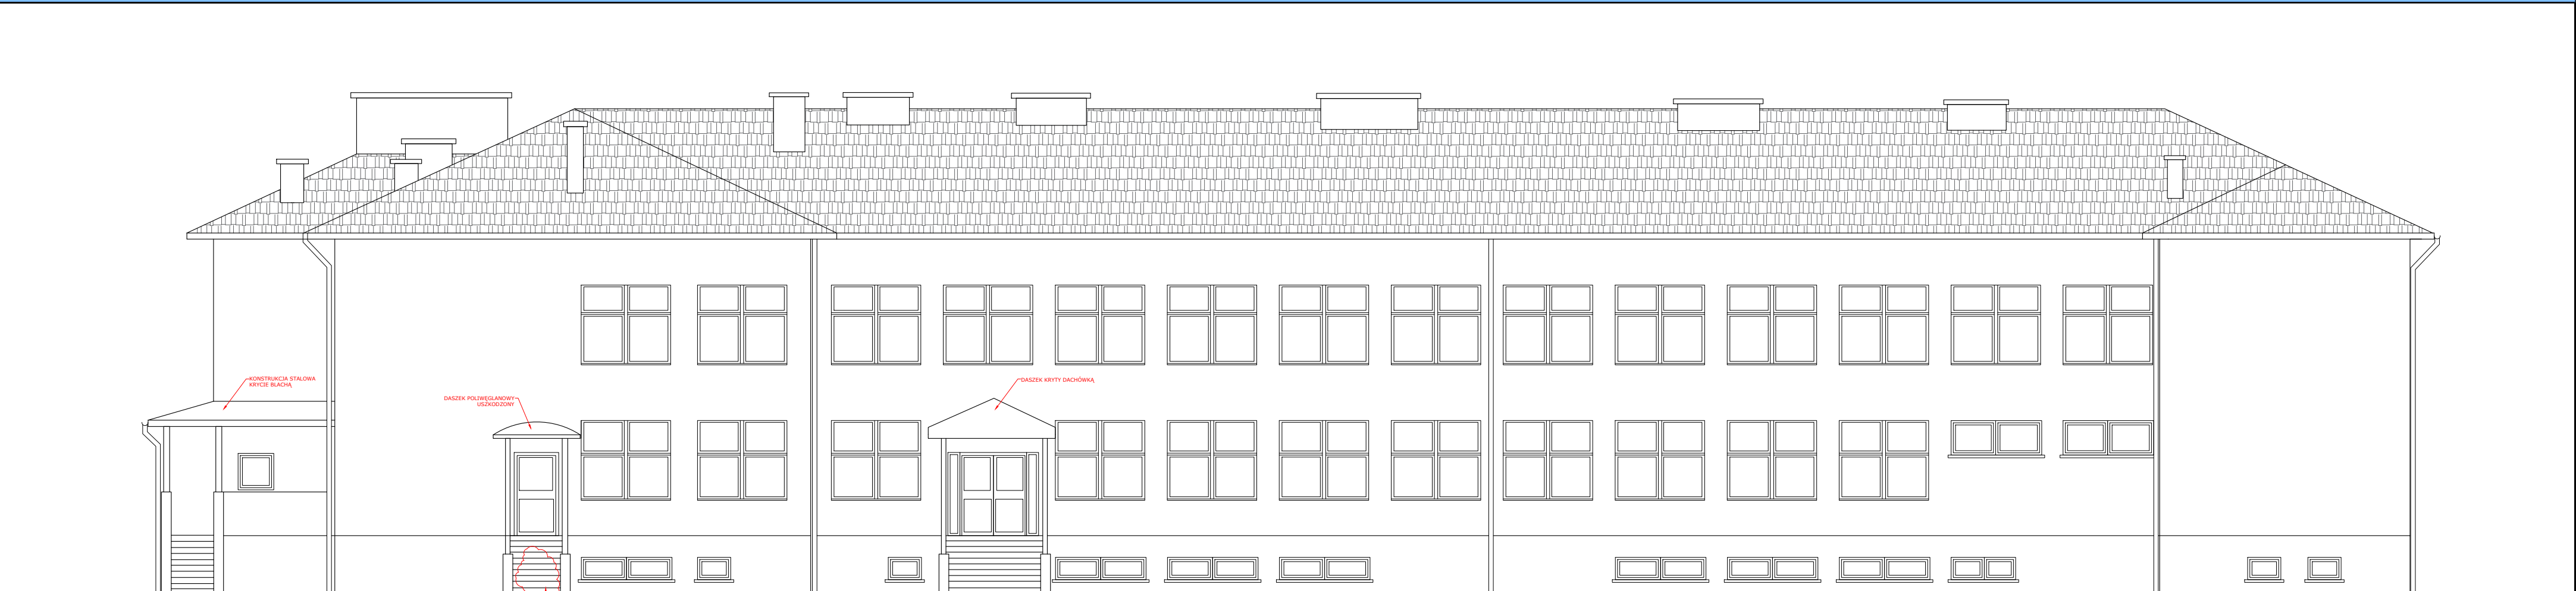 KONSTRUKCJA STALOWA
KRYCIE BLACHĄ
DASZEK POLIWĘGLANOWY
USZKODZONY
DASZEK KRYTY DACHÓWKĄ